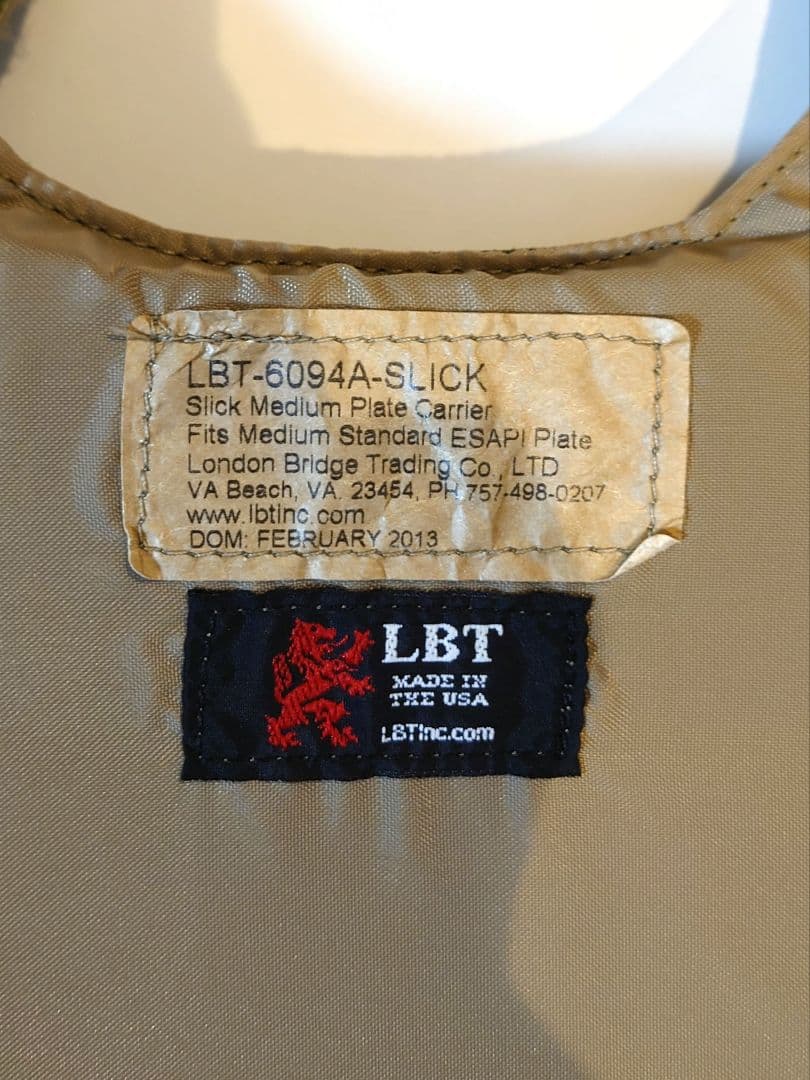 LBT-6094A-SLICK
Slick Medium Plate Carrier
Fits Medium Standard ESAPI Plate
London Bridge Trading Co., LTD
VA Beach, VA. 23454, PH 757-498-0207
www.lbtinc.com
DOM: FEBRUARY 2013
LBT
MADE IN
THE USA
LBTInc.com